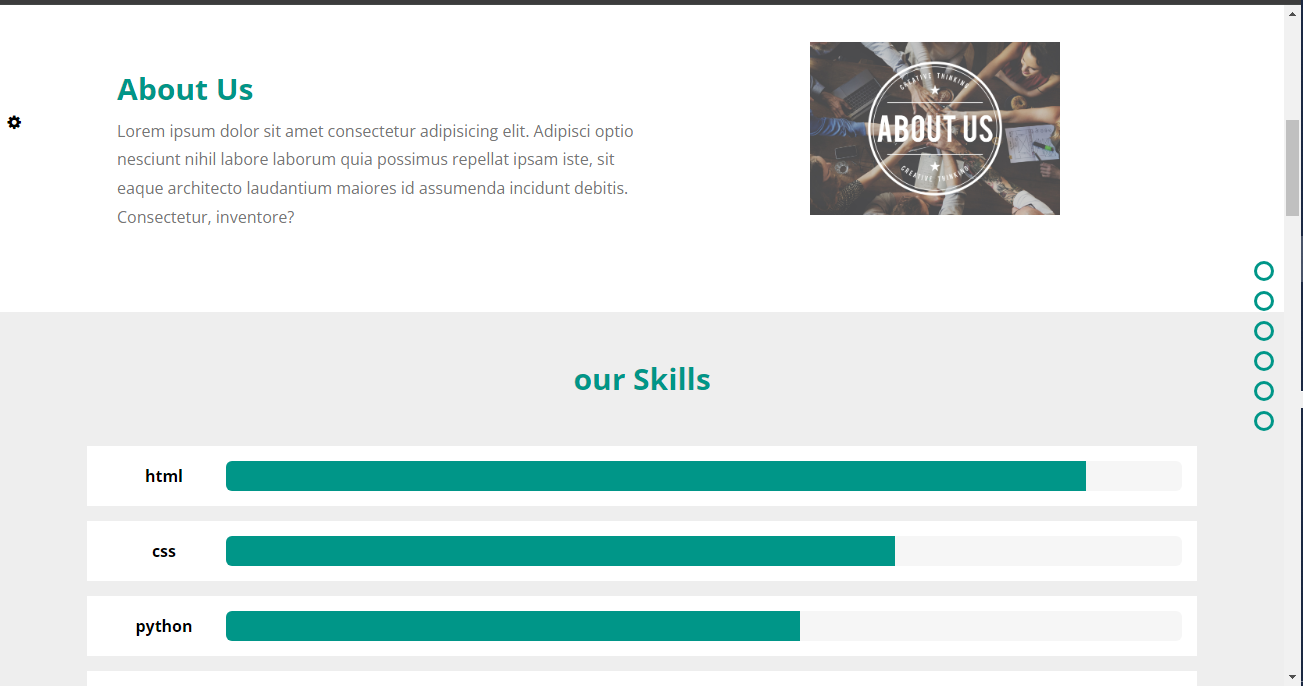 About Us
Lorem ipsum dolor sit amet consectetur adipisicing elit. Adipisci optio
nesciunt nihil labore laborum quia possimus repellat ipsam iste, sit
eaque architecto laudantium maiores id assumenda incidunt debitis.
Consectetur, inventore?
CREATIVE THINKING
ABOUT US
CREATIVE THINKING
our Skills
html
css
python